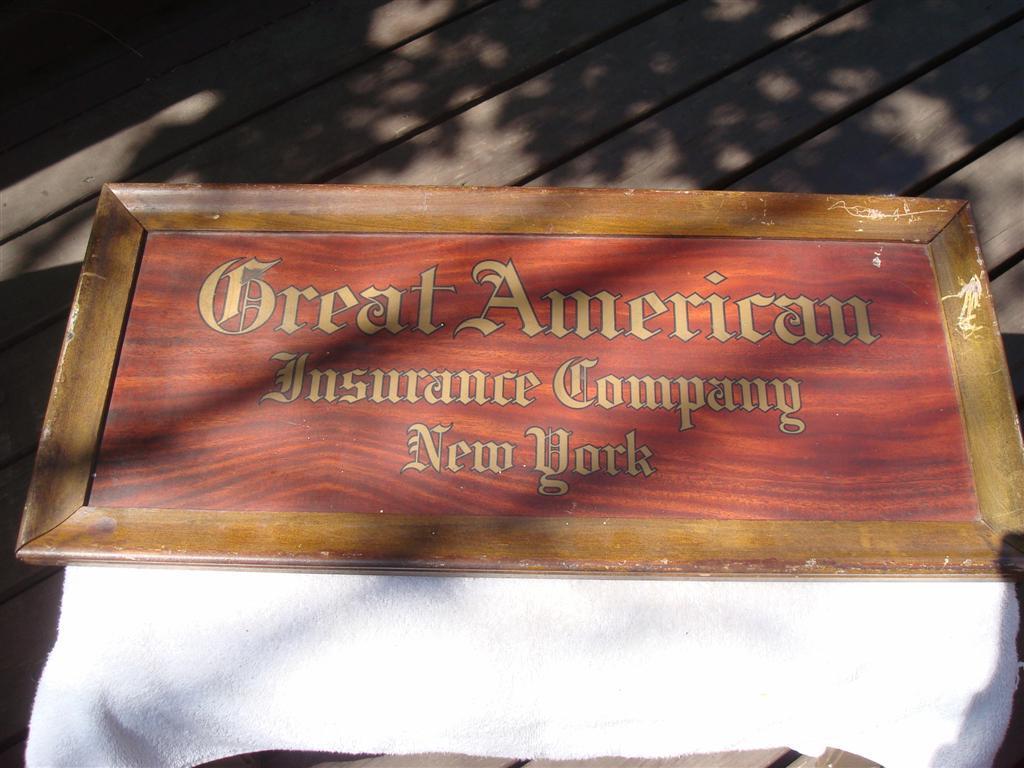 Great American
Insurance Company
New York